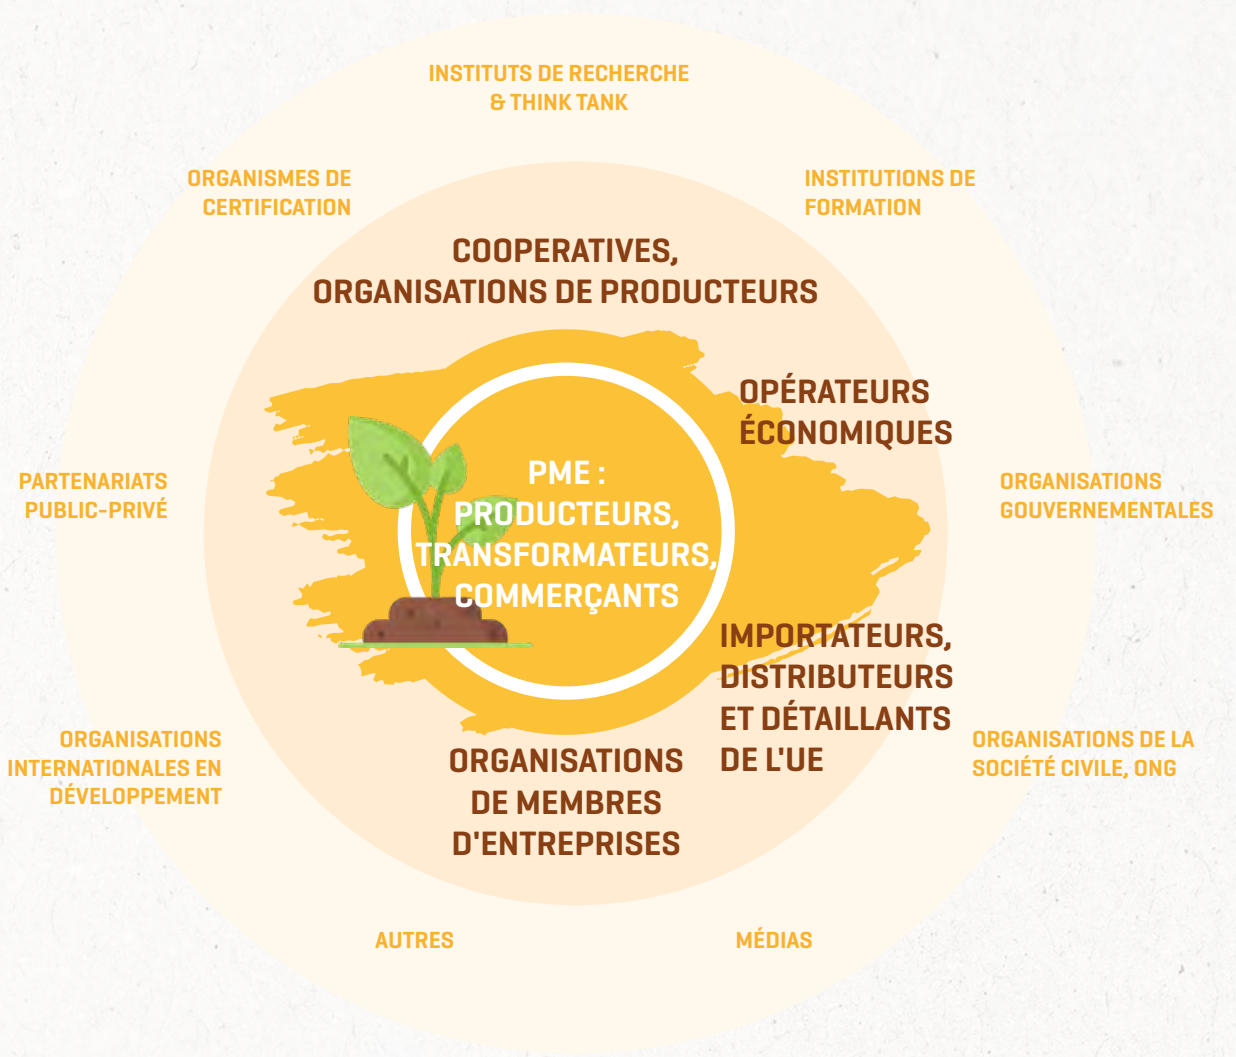 INSTITUTS DE RECHERCHE
& THINK TANK
ORGANISMES DE
CERTIFICATION
INSTITUTIONS DE
FORMATION
COOPERATIVES,
ORGANISATIONS DE PRODUCTEURS
OPÉRATEURS
ÉCONOMIQUES
PME :
PRODUCTEURS,
TRANSFORMATEURS,
COMMERÇANTS
PARTENARIATS
PUBLIC-PRIVÉ
ORGANISATIONS
GOUVERNEMENTALES
IMPORTATEURS,
DISTRIBUTEURS
ET DÉTAILLANTS
DE L'UE
ORGANISATIONS
INTERNATIONALES EN
DÉVELOPPEMENT
ORGANISATIONS
DE MEMBRES
D'ENTREPRISES
ORGANISATIONS DE LA
SOCIÉTÉ CIVILE, ONG
AUTRES
MÉDIAS